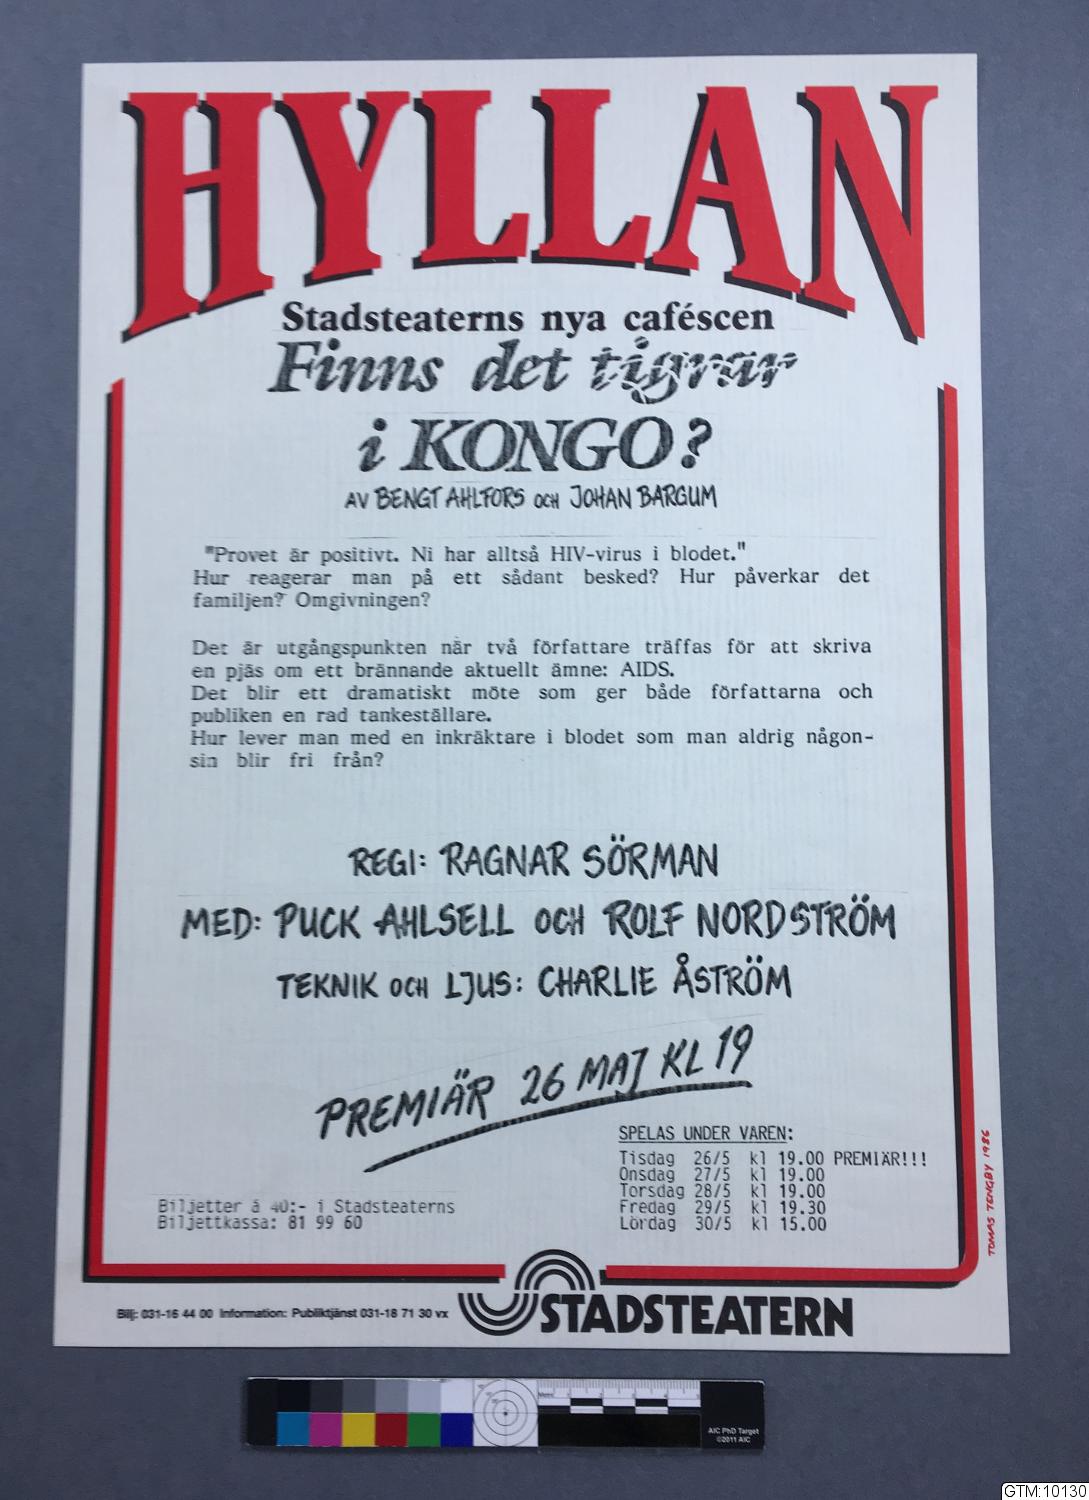 HYLLAN
Stadsteaterns nya caféscen
Finns det tigrar
i KONGO?
AV BENGT AHLFORS OCH JOHAN BARGUM
"Provet är positivt. Ni har alltså HIV-virus i blodet."
Hur reagerar man på ett sådant besked? Hur påverkar det
familjen? Omgivningen?
Det är utgångspunkten när två författare träffas för att skriva
en pjäs om ett brännande aktuellt ämne: AIDS.
Det blir ett dramatiskt möte som ger både författarna och
publiken en rad tankeställare.
Hur lever man med en inkräktare i blodet som man aldrig någon-
sin blir fri från?
REGI: RAGNAR SÖRMAN
MED: PUCK AHLSELL OCH ROLF NORDSTRÖM
TEKNIK OCH LJUS: CHARLIE ÅSTRÖM
PREMIÄR 26 MAJ KL 19
SPELAS UNDER VÅREN:
Tisdag 26/5 kl 19.00 PREMIÄR!!!
Onsdag 27/5 kl 19.00
Torsdag 28/5 kl 19.00
Fredag 29/5 kl 19.30
Lördag 30/5 kl 15.00
Biljetter à 40:- i Stadsteaterns
Biljettkassa: 81 99 60
TOMAS TENGBY 1986
Bilj: 031-16 44 00 Information: Publiktjänst 031-18 71 30 vx
STADSTEATERN
AIC PhD Target
©2011 AIC
GTM:10130